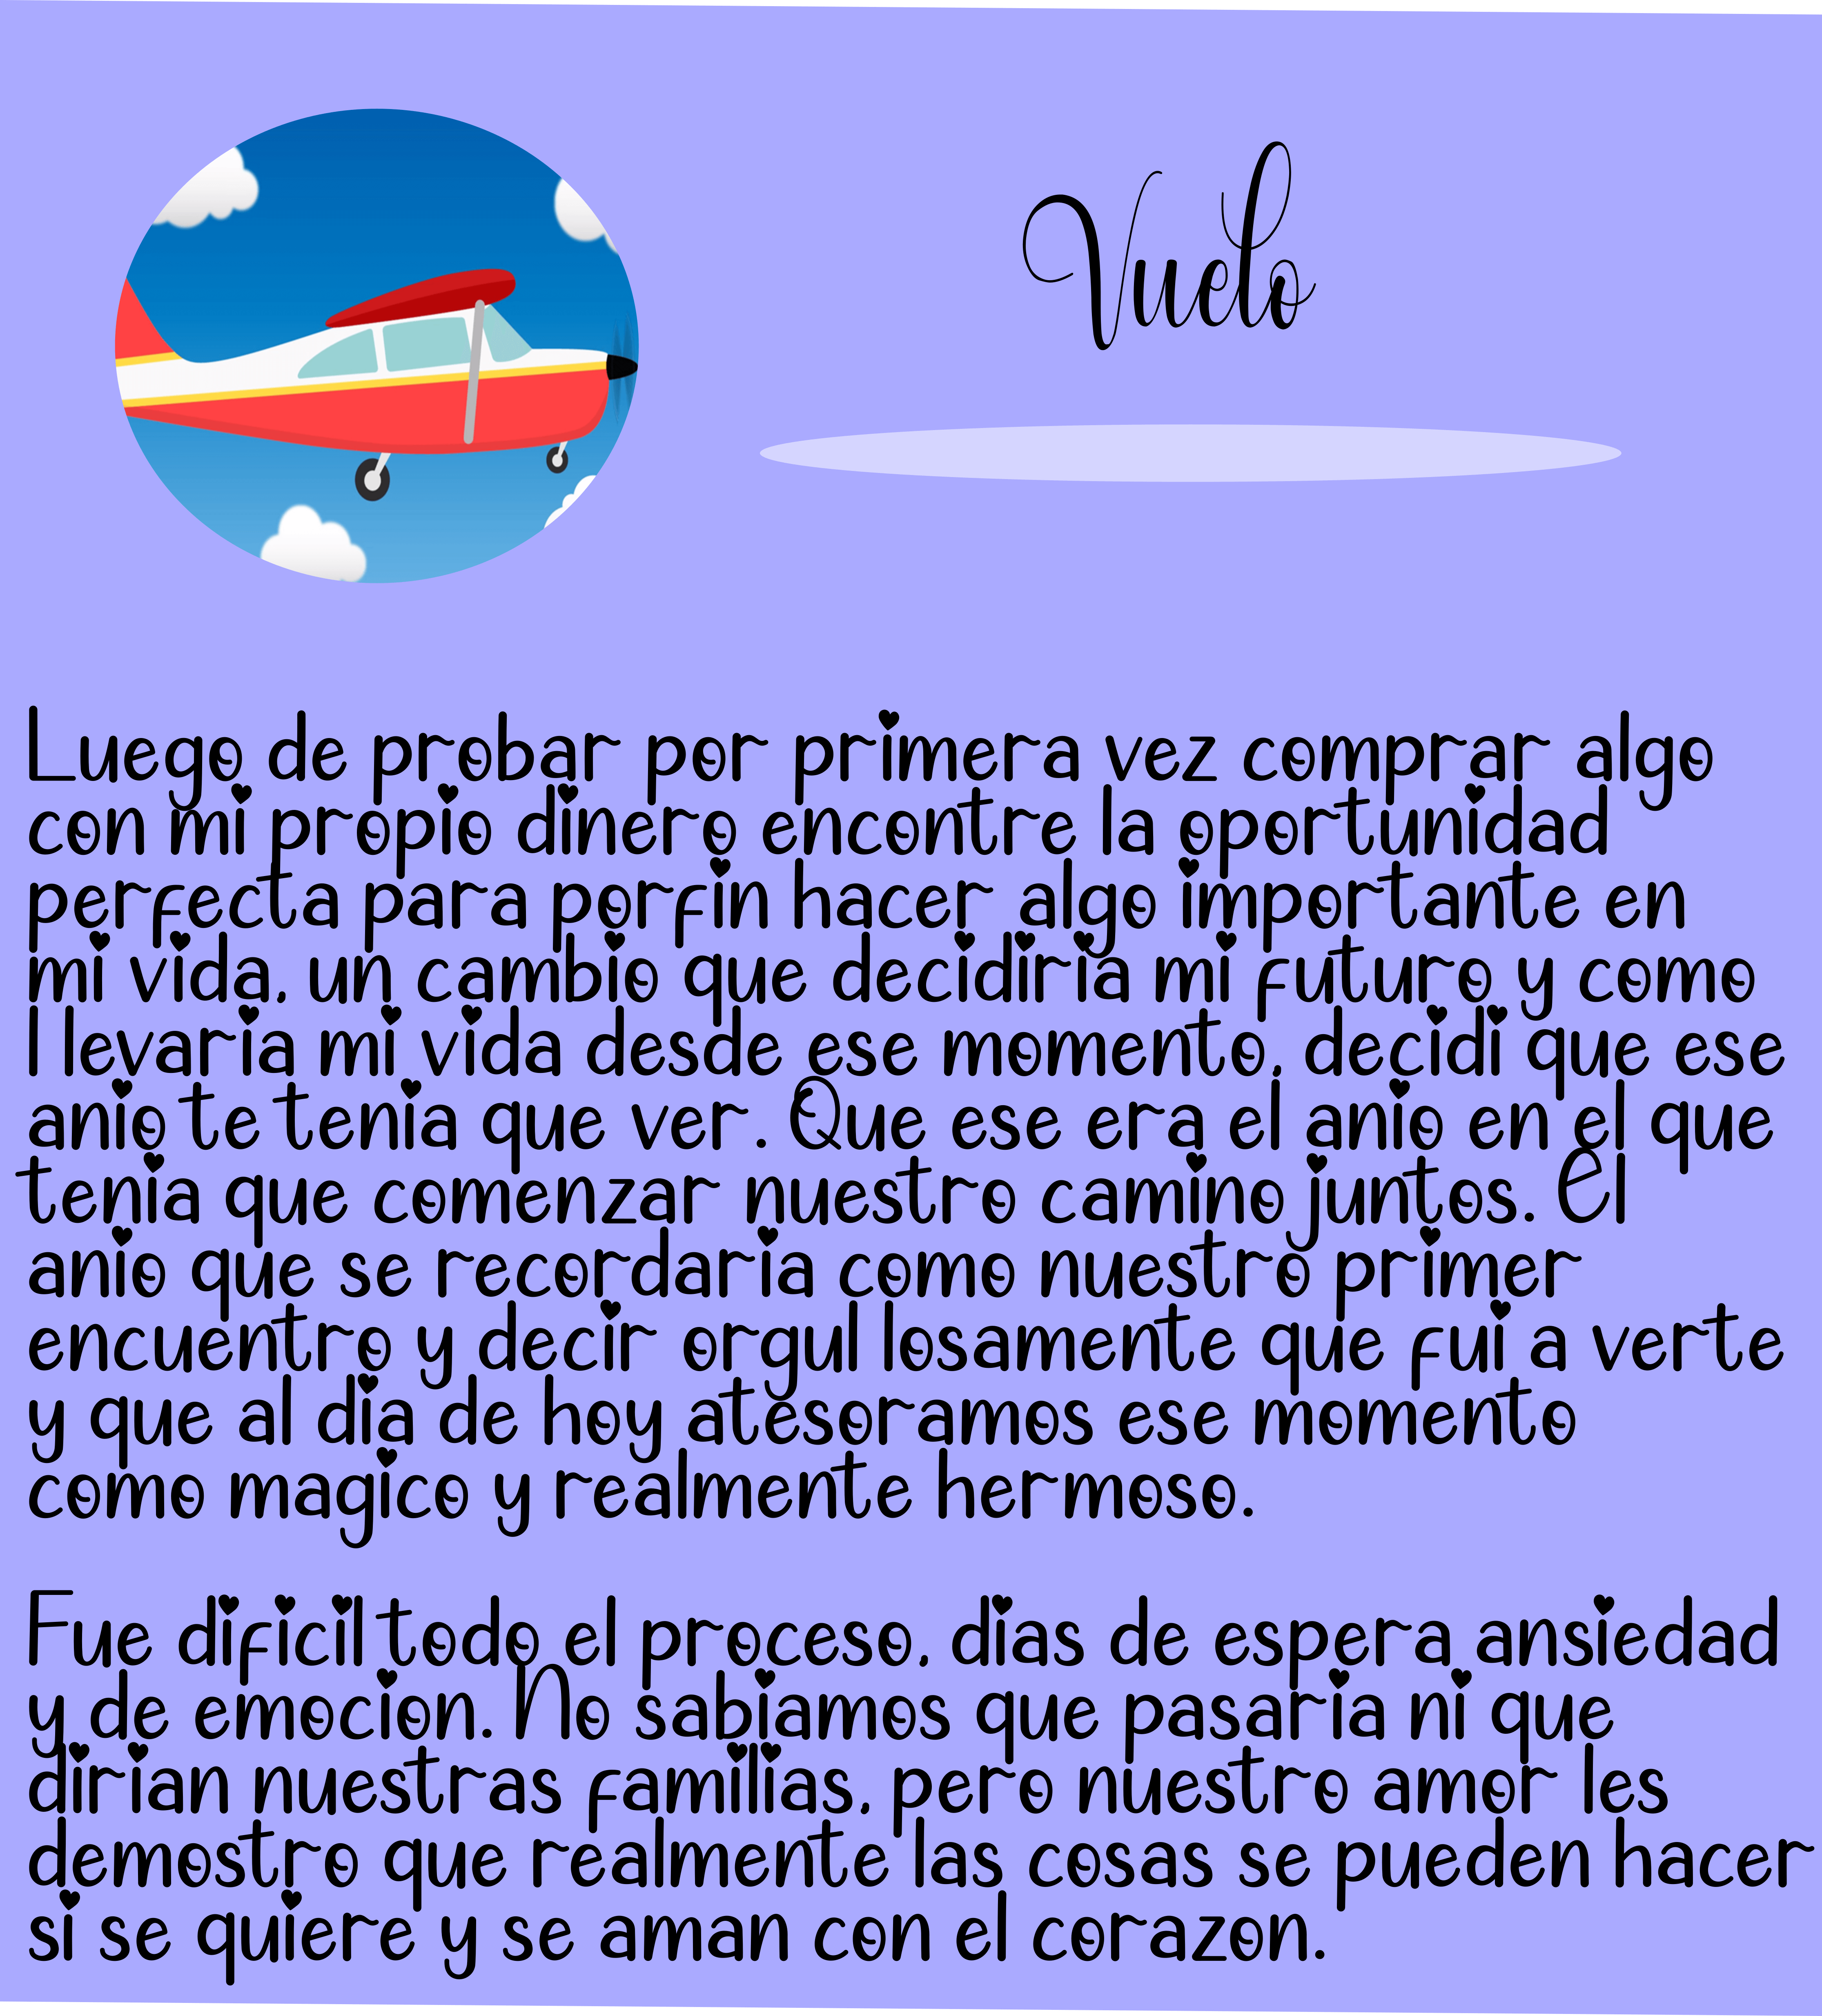 Vuelo
Luego de probar por primera vez comprar algo
con mi propio dinero encontre la oportunidad
perfecta para porfin hacer algo importante en
mi vida, un cambio que decidiria mi futuro y como
llevaria mi vida desde ese momento, decidi que ese
anio te tenia que ver. Que ese era el anio en el que
tenia que comenzar nuestro camino juntos. El
anio que se recordaria como nuestro primer
encuentro y decir orgullosamente que fui a verte
y que al dia de hoy atesoramos ese momento
como magico y realmente hermoso.
Fue dificil todo el proceso, dias de espera ansiedad
y de emocion. No sabiamos que pasaria ni que
dirian nuestras familias, pero nuestro amor les
demostro que realmente las cosas se pueden hacer
si se quiere y se aman con el corazon.